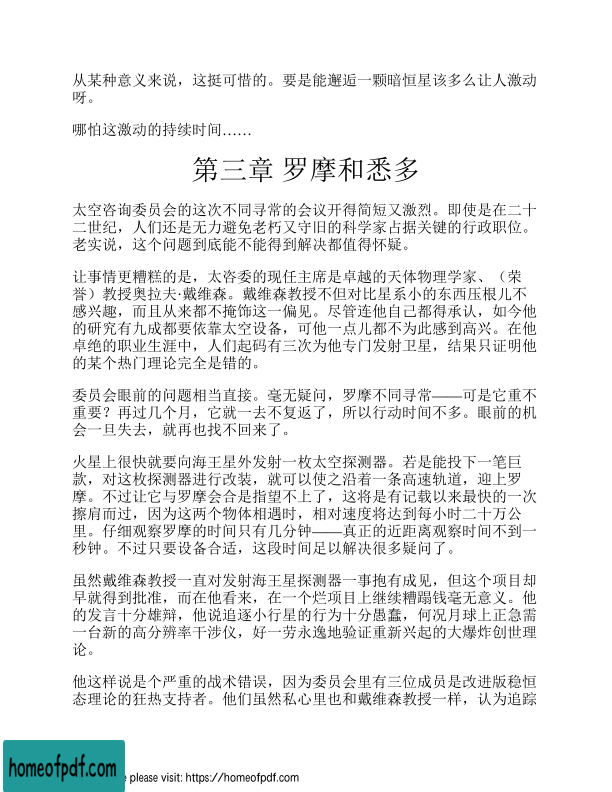 从某种意义来说，这挺可惜的。要是能邂逅一颗暗恒星该多么让人激动
呀。
哪怕这激动的持续时间……
第三章 罗摩和悉多
太空咨询委员会的这次不同寻常的会议开得简短又激烈。即使是在二十
二世纪，人们还是无力避免老朽又守旧的科学家占据关键的行政职位。
老实说，这个问题到底能不能得到解决都值得怀疑。
让事情更糟糕的是，太咨委的现任主席是卓越的天体物理学家、（荣
誉）教授奥拉夫·戴维森。戴维森教授不但对比星系小的东西压根儿不
感兴趣，而且从来都不掩饰这一偏见。尽管连他自己都得承认，如今他
的研究有九成都要依靠太空设备，可他一点儿都不为此感到高兴。在他
卓绝的职业生涯中，人们起码有三次为他专门发射卫星，结果只证明他
的某个热门理论完全是错的。
委员会眼前的问题相当直接。毫无疑问，罗摩不同寻常——可是它重不
重要？再过几个月，它就一去不复返了，所以行动时间不多。眼前的机
会一旦失去，就再也找不回来了。
火星上很快就要向海王星外发射一枚太空探测器。若是能投下一笔巨
款，对这枚探测器进行改装，就可以使之沿着一条高速轨道，迎上罗
摩。不过让它与罗摩会合是指望不上了，这将是有记载以来最快的一次
擦肩而过，因为这两个物体相遇时，相对速度将达到每小时二十万公
里。仔细观察罗摩的时间只有几分钟——真正的近距离观察时间不到一
秒钟。不过只要设备合适，这段时间足以解决很多疑问了。
虽然戴维森教授一直对发射海王星探测器一事抱有成见，但这个项目却
早就得到批准，而在他看来，在一个烂项目上继续糟蹋钱毫无意义。他
的发言十分雄辩，他说追逐小行星的行为十分愚蠢，何况月球上正急需
一台新的高分辨率干涉仪，好一劳永逸地验证重新兴起的大爆炸创世理
论。
他这样说是个严重的战术错误，因为委员会里有三位成员是改进版稳恒
态理论的狂热支持者。他们虽然私心里也和戴维森教授一样，认为追踪
homeofpdf.com
please visit: https://homeofpdf.com